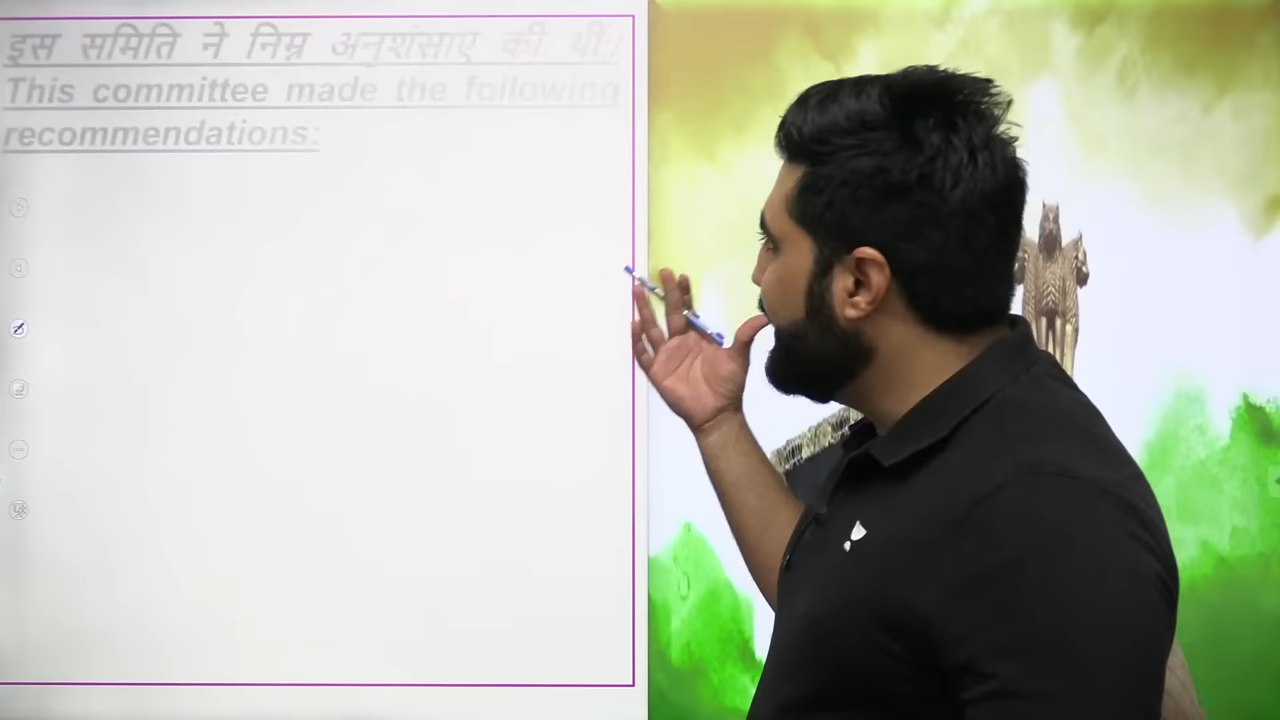 इस समिति ने निम्न अनुशंसाए की थीः
This committee made the following
recommendations: